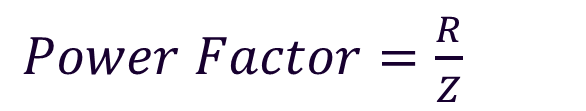 Power Factor = R/Z